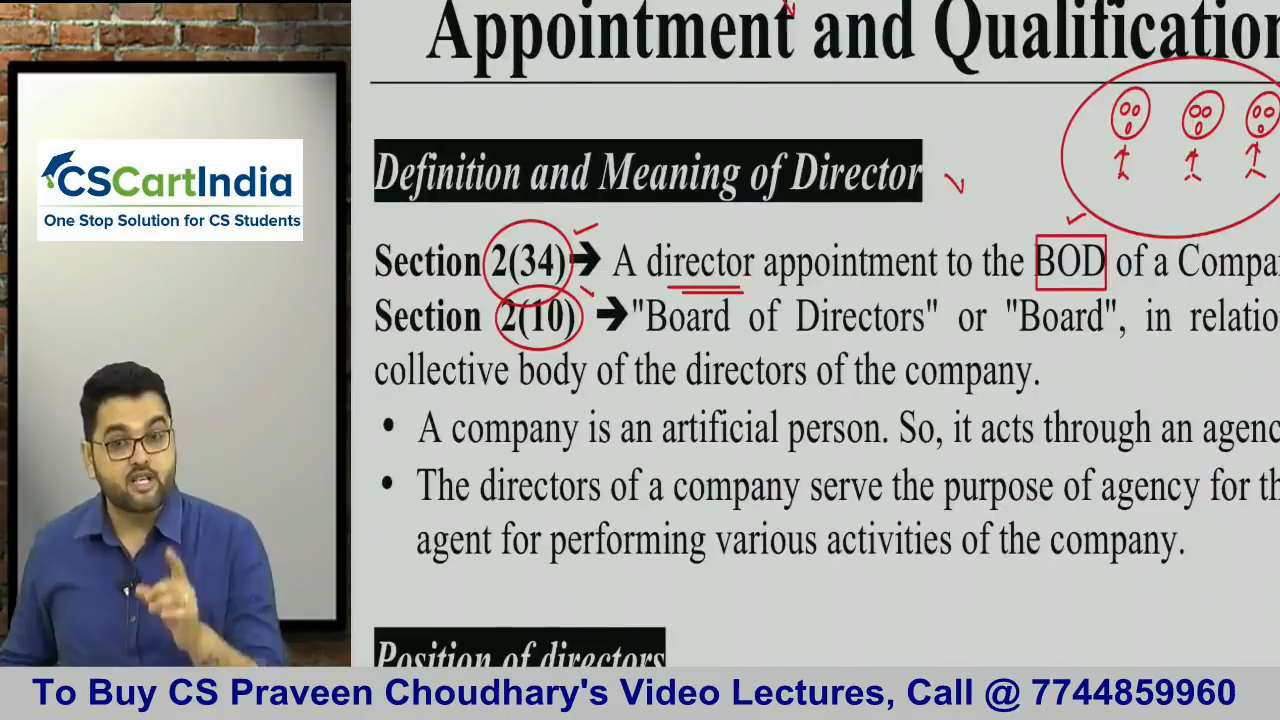 Appointment and Qualification
CSCartIndia
One Stop Solution for CS Students
Definition and Meaning of Director
Section 2(34)➔ A director appointment to the BOD of a Compa
Section 2(10) ➔"Board of Directors" or "Board", in relatio
collective body of the directors of the company.
• A company is an artificial person. So, it acts through an agenc
• The directors of a company serve the purpose of agency for th
agent for performing various activities of the company.
Position of directors
To Buy CS Praveen Choudhary's Video Lectures, Call @ 7744859960